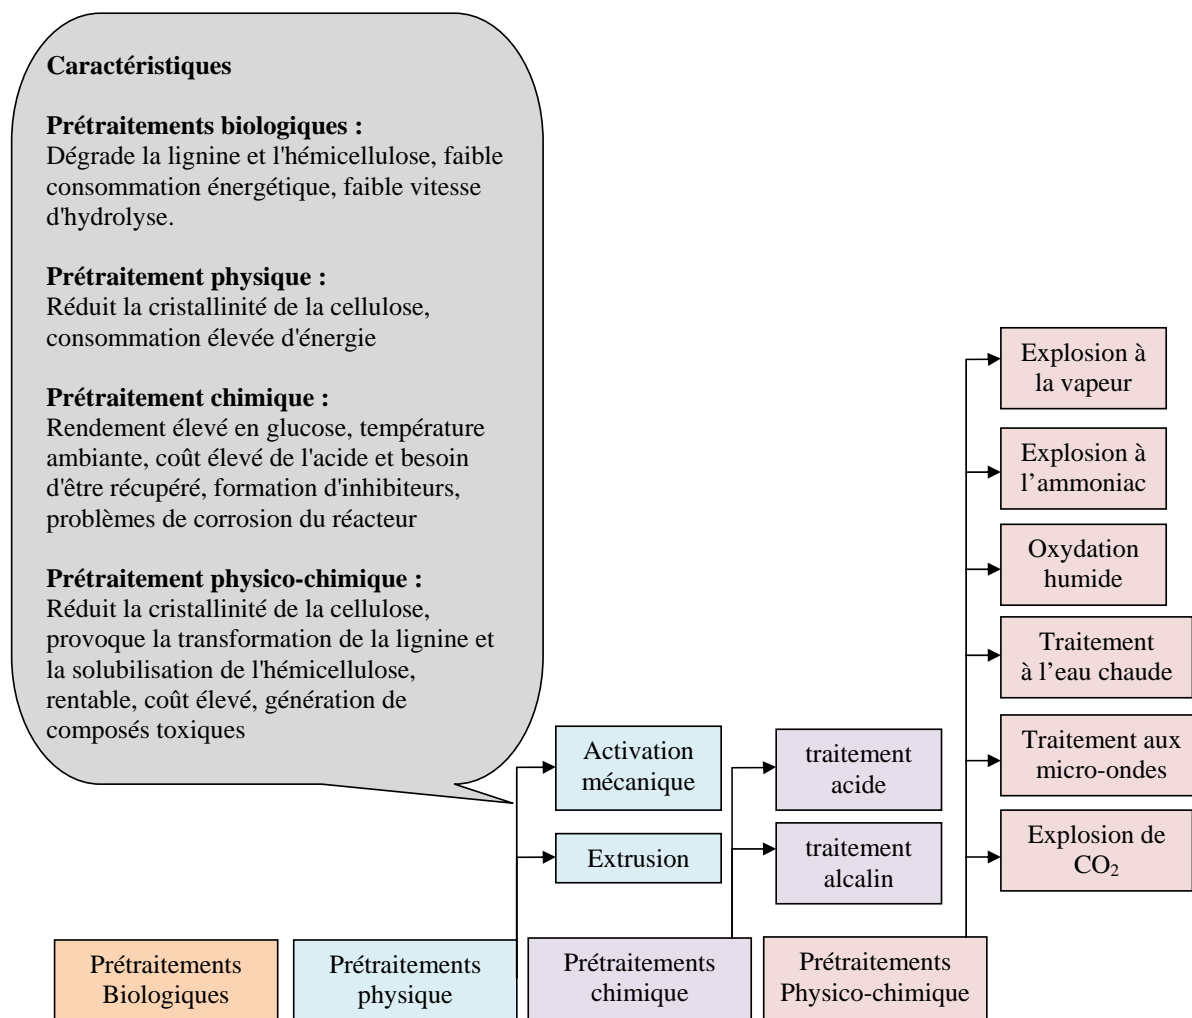 Caractéristiques
Prétraitements biologiques :
Dégrade la lignine et l'hémicellulose, faible
consommation énergétique, faible vitesse
d'hydrolyse.
Prétraitement physique :
Réduit la cristallinité de la cellulose,
consommation élevée d'énergie
Prétraitement chimique :
Rendement élevé en glucose, température
ambiante, coût élevé de l'acide et besoin
d'être récupéré, formation d'inhibiteurs,
problèmes de corrosion du réacteur
Prétraitement physico-chimique :
Réduit la cristallinité de la cellulose,
provoque la transformation de la lignine et
la solubilisation de l'hémicellulose,
rentable, coût élevé, génération de
composés toxiques
Activation
mécanique
Extrusion
traitement
acide
traitement
alcalin
Explosion à
la vapeur
Explosion à
l’ammoniac
Oxydation
humide
Traitement
à l’eau chaude
Traitement aux
micro-ondes
Explosion de
CO₂
Prétraitements
Biologiques
Prétraitements
physique
Prétraitements
chimique
Prétraitements
Physico-chimique